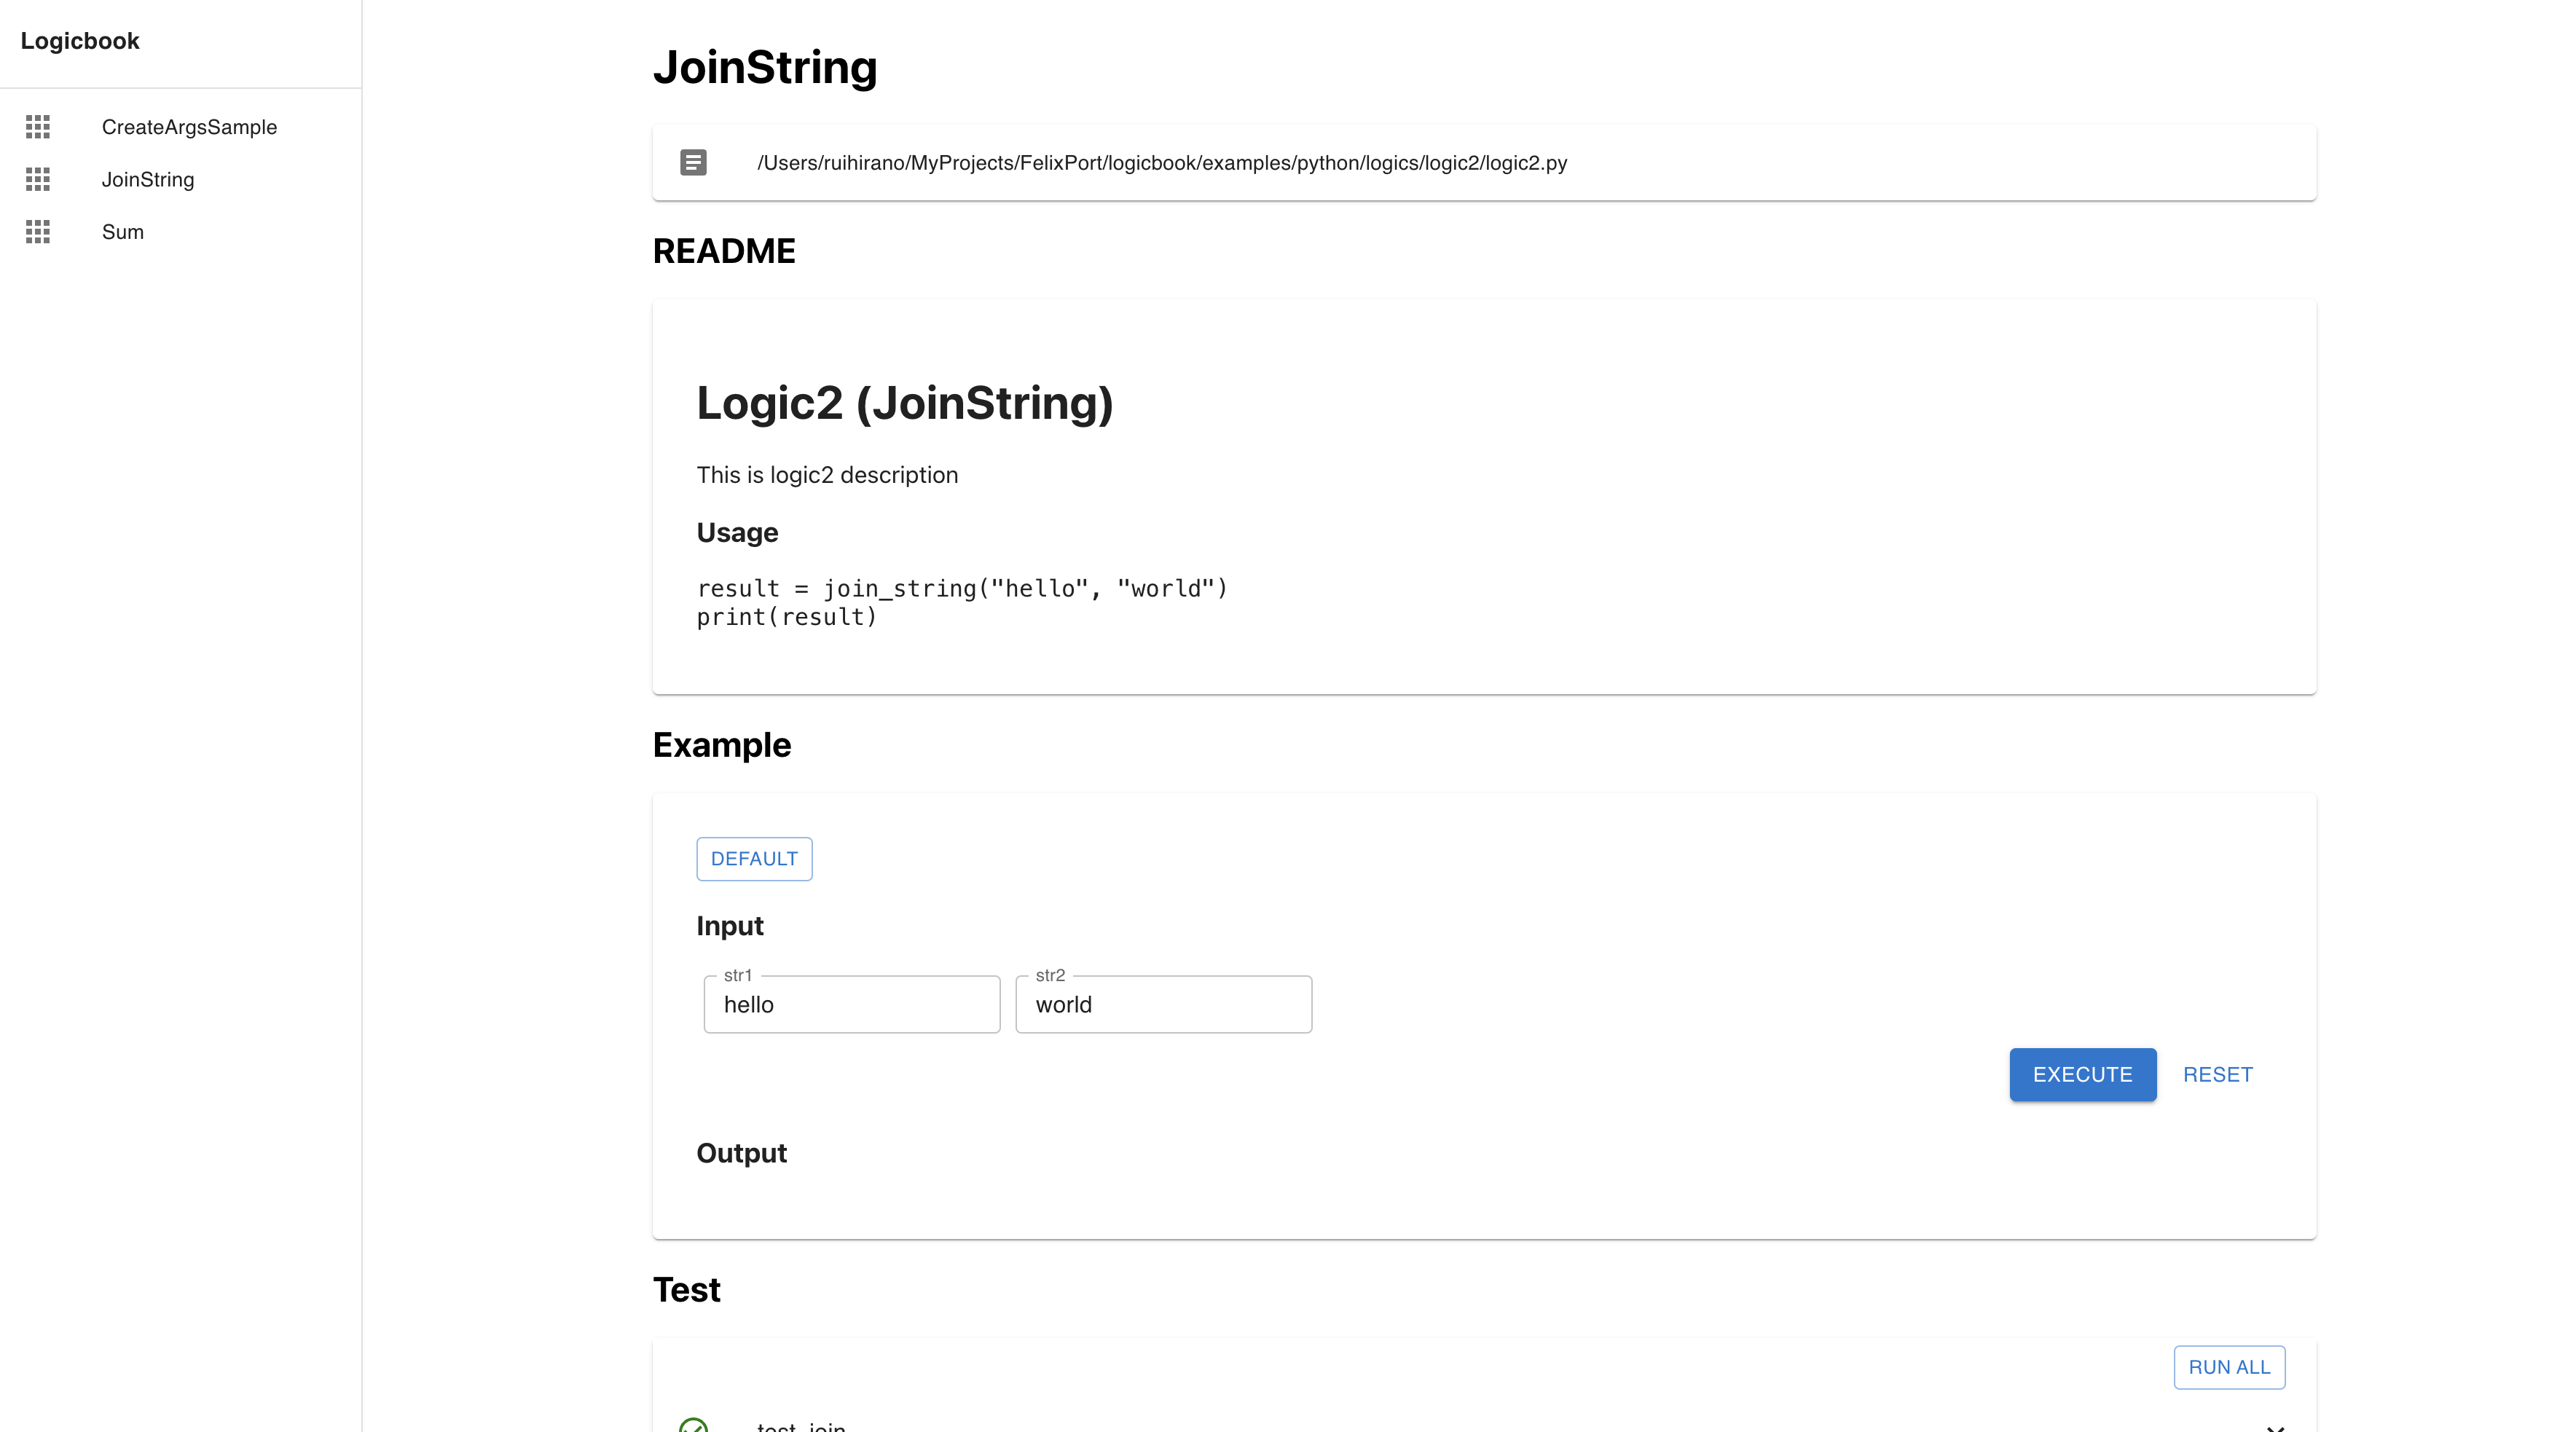 Logicbook
CreateArgsSample
JoinString
Sum
JoinString
/Users/ruihirano/MyProjects/FelixPort/logicbook/examples/python/logics/logic2/logic2.py
README
Logic2 (JoinString)
This is logic2 description
Usage
result = join_string("hello", "world")
print(result)
Example
DEFAULT
Input
str1
hello
str2
world
EXECUTE
RESET
Output
Test
RUN ALL
test_join